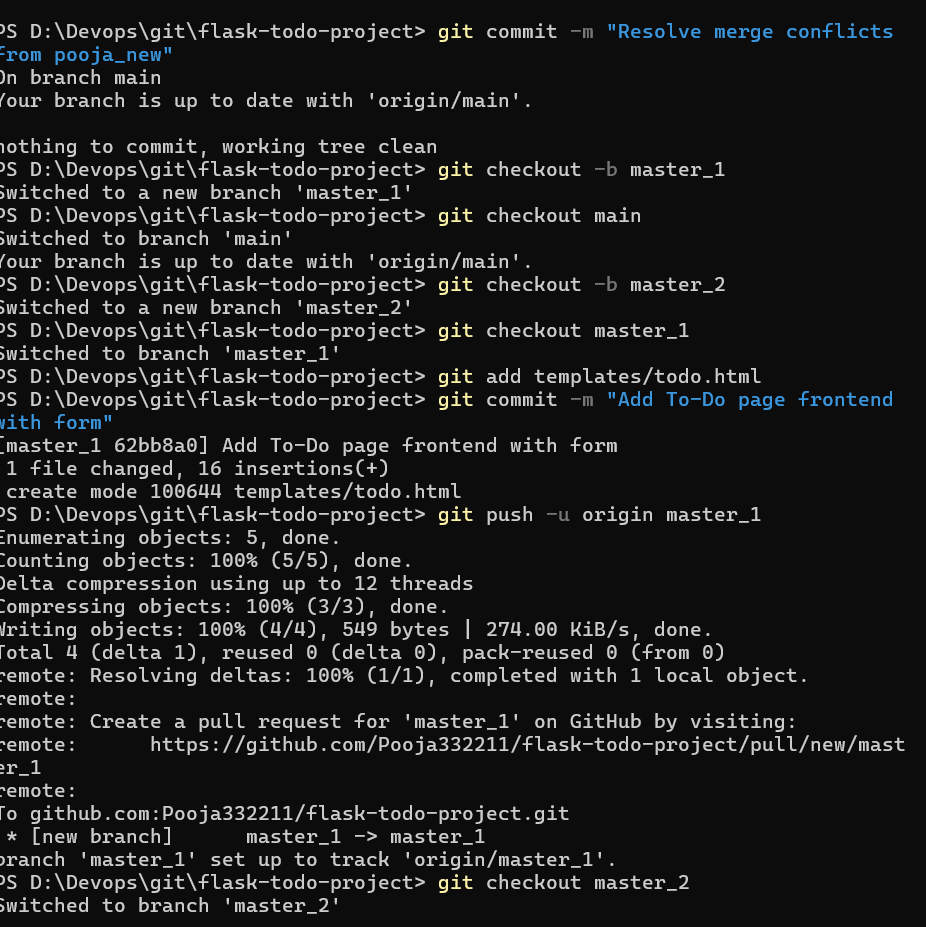 PS D:\Devops\git\flask-todo-project> git commit -m "Resolve merge conflicts
from pooja_new"
On branch main
Your branch is up to date with 'origin/main'.
nothing to commit, working tree clean
PS D:\Devops\git\flask-todo-project> git checkout -b master_1
Switched to a new branch 'master_1'
PS D:\Devops\git\flask-todo-project> git checkout main
Switched to branch 'main'
Your branch is up to date with 'origin/main'.
PS D:\Devops\git\flask-todo-project> git checkout -b master_2
Switched to a new branch 'master_2'
PS D:\Devops\git\flask-todo-project> git checkout master_1
Switched to branch 'master_1'
PS D:\Devops\git\flask-todo-project> git add templates/todo.html
PS D:\Devops\git\flask-todo-project> git commit -m "Add To-Do page frontend
with form"
[master_1 62bb8a0] Add To-Do page frontend with form
 1 file changed, 16 insertions(+)
 create mode 100644 templates/todo.html
PS D:\Devops\git\flask-todo-project> git push -u origin master_1
Enumerating objects: 5, done.
Counting objects: 100% (5/5), done.
Delta compression using up to 12 threads
Compressing objects: 100% (3/3), done.
Writing objects: 100% (4/4), 549 bytes | 274.00 KiB/s, done.
Total 4 (delta 1), reused 0 (delta 0), pack-reused 0 (from 0)
remote: Resolving deltas: 100% (1/1), completed with 1 local object.
remote:
remote: Create a pull request for 'master_1' on GitHub by visiting:
remote:      https://github.com/Pooja332211/flask-todo-project/pull/new/mast
er_1
remote:
To github.com:Pooja332211/flask-todo-project.git
 * [new branch]      master_1 -> master_1
branch 'master_1' set up to track 'origin/master_1'.
PS D:\Devops\git\flask-todo-project> git checkout master_2
Switched to branch 'master_2'